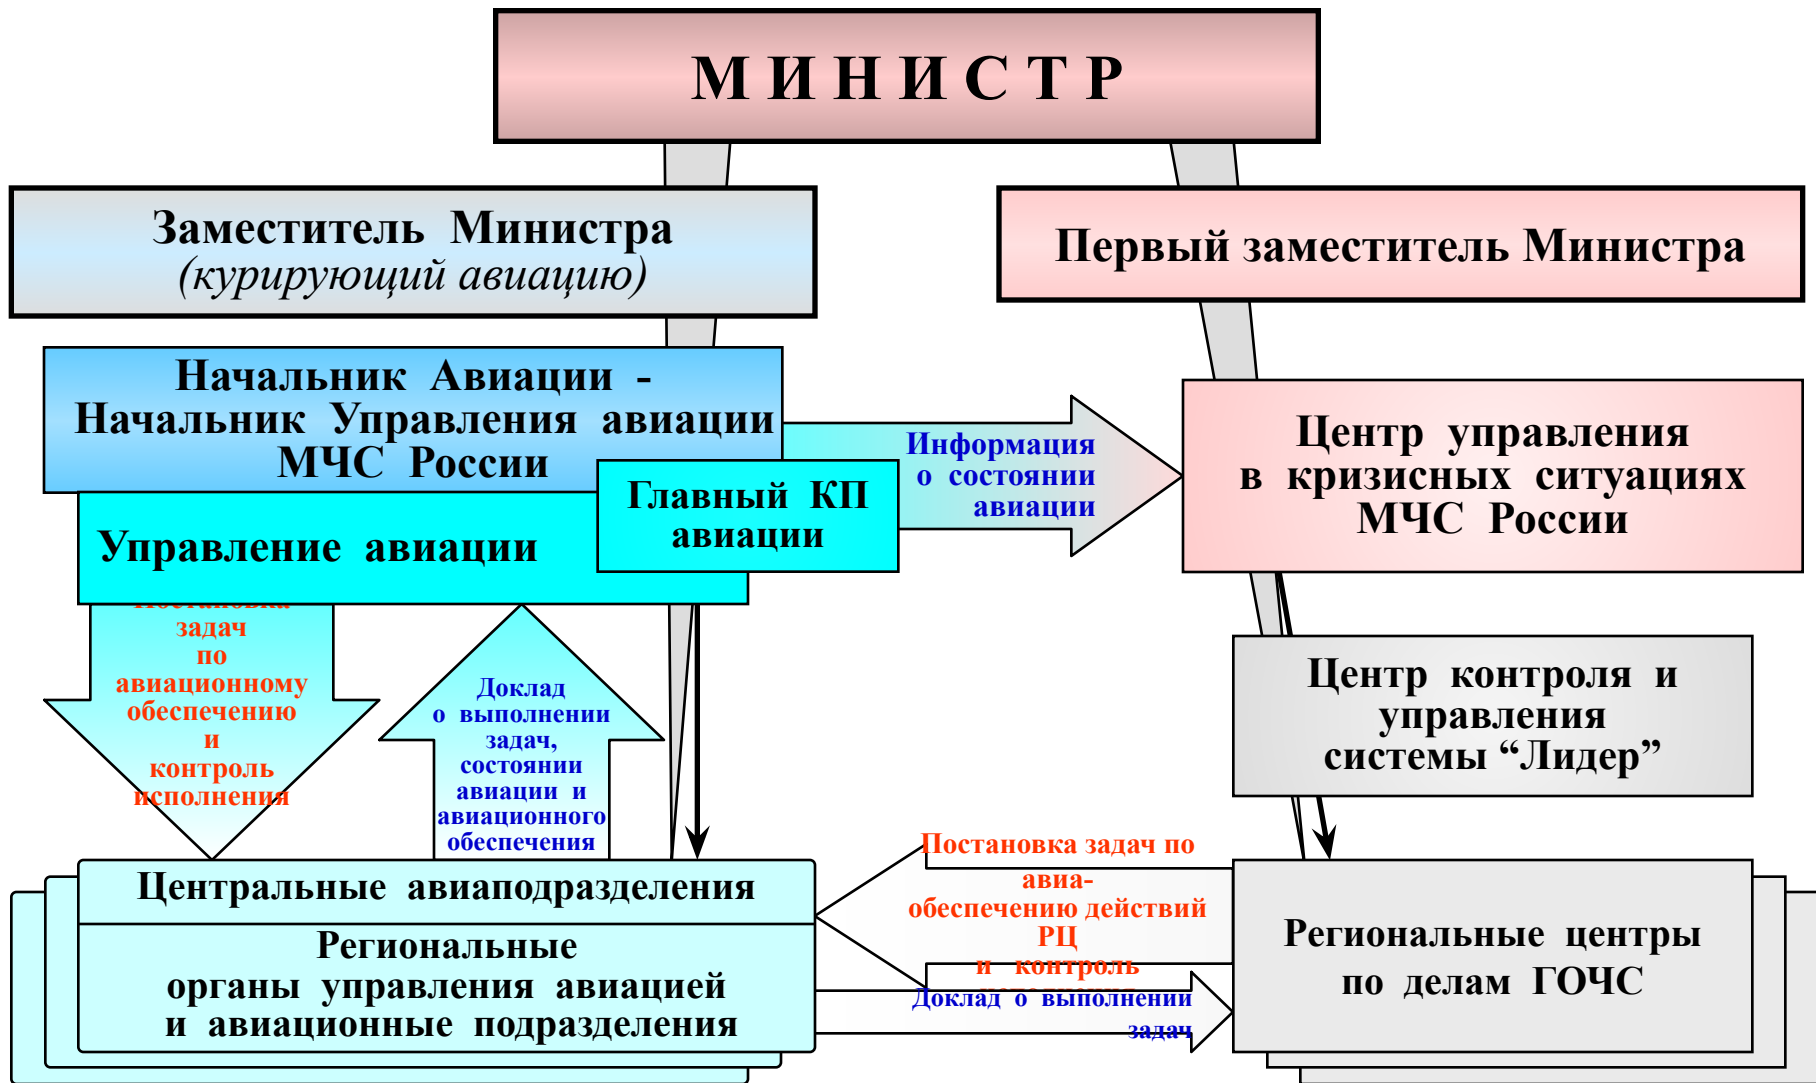 М И Н И С Т Р
Заместитель Министра
(курирующий авиацию)
Первый заместитель Министра
Начальник Авиации -
Начальник Управления авиации
МЧС России
Главный КП
авиации
Управление авиации
Информация
о состоянии
авиации
Центр управления
в кризисных ситуациях
МЧС России
Постановка
задач
по
авиационному
обеспечению
и
контроль
исполнения
Доклад
о выполнении
задач,
состоянии
авиации и
авиационного
обеспечения
Центр контроля и
управления
системы “Лидер”
Центральные авиаподразделения
Региональные
органы управления авиацией
и авиационные подразделения
Постановка задач по
авиа-
обеспечению действий
РЦ
и контроль
исполнения
Доклад о выполнении
задач
Региональные центры
по делам ГОЧС